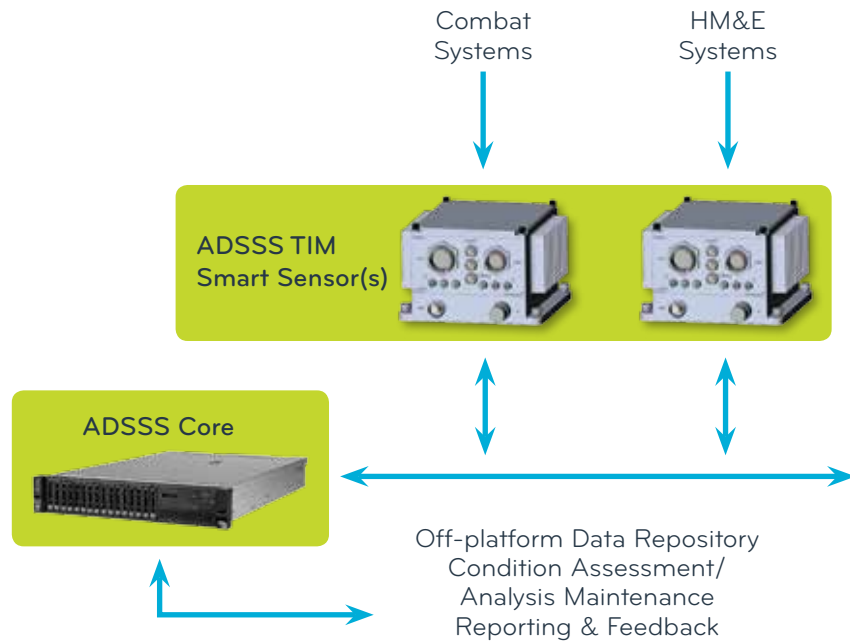 Combat
Systems
HM&E
Systems
ADSSS TIM
Smart Sensor(s)
ADSSS Core
Off-platform Data Repository
Condition Assessment/
Analysis Maintenance
Reporting & Feedback